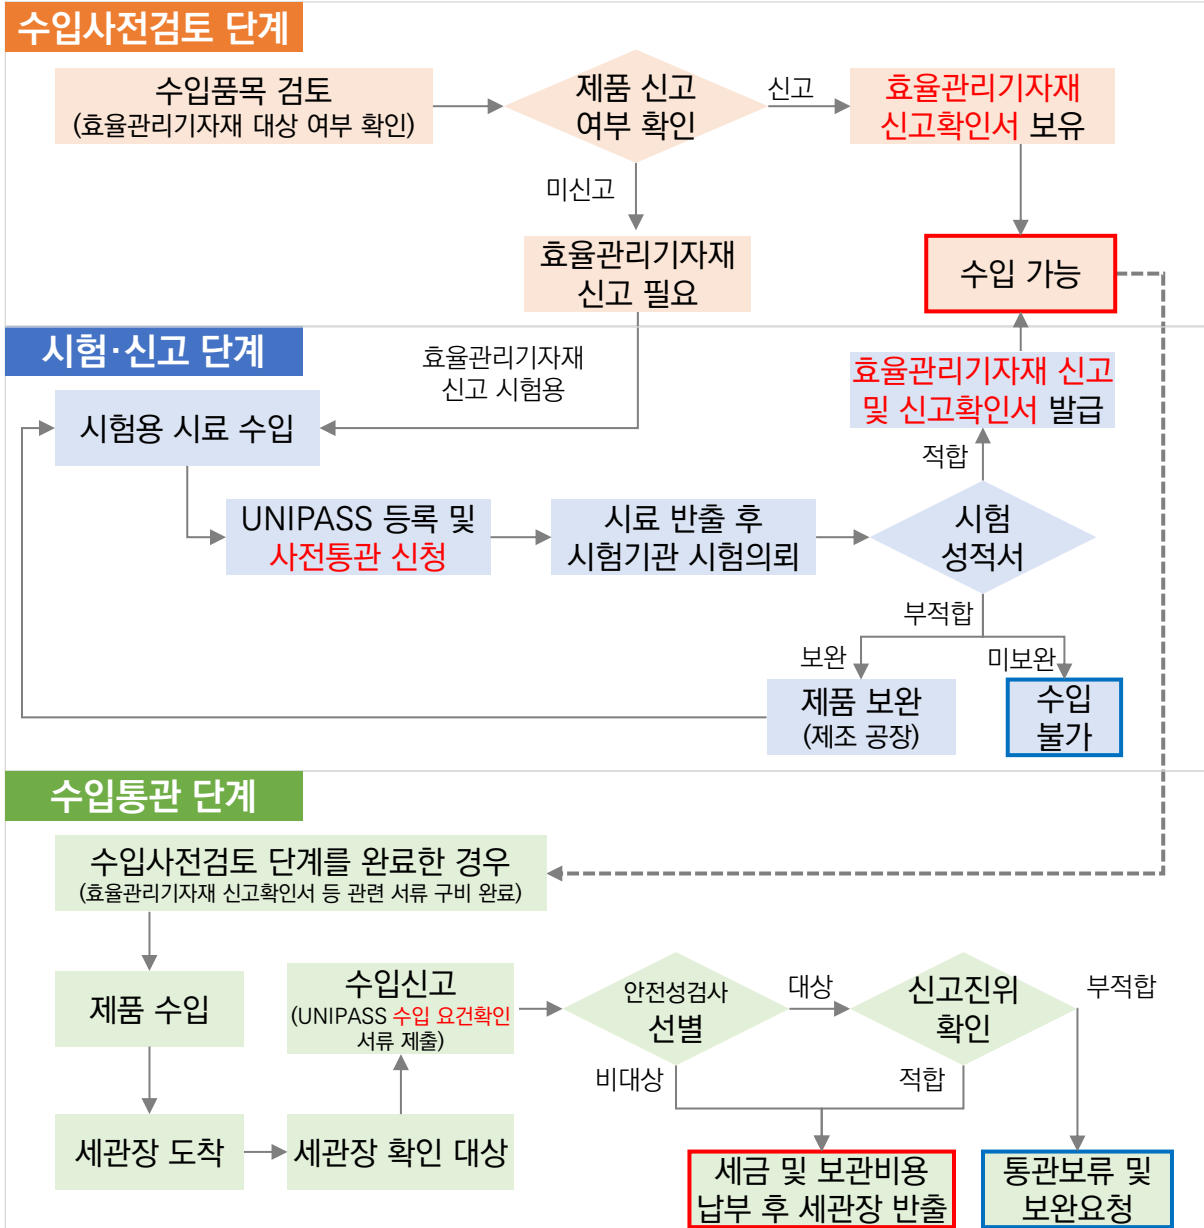 수입사전검토 단계
수입품목 검토
(효율관리기자재 대상 여부 확인)
제품 신고
여부 확인
신고
효율관리기자재
신고확인서 보유
미신고
효율관리기자재
신고 필요
수입 가능
시험·신고 단계
효율관리기자재
신고 시험용
시험용 시료 수입
효율관리기자재 신고
및 신고확인서 발급
적합
UNIPASS 등록 및
사전통관 신청
시료 반출 후
시험기관 시험의뢰
시험
성적서
부적합
보완
미보완
제품 보완
(제조 공장)
수입
불가
수입통관 단계
수입사전검토 단계를 완료한 경우
(효율관리기자재 신고확인서 등 관련 서류 구비 완료)
제품 수입
수입신고
(UNIPASS 수입 요건확인
서류 제출)
안전성검사
선별
대상
신고진위
확인
부적합
비대상
적합
세관장 도착
세관장 확인 대상
세금 및 보관비용
납부 후 세관장 반출
통관보류 및
보완요청